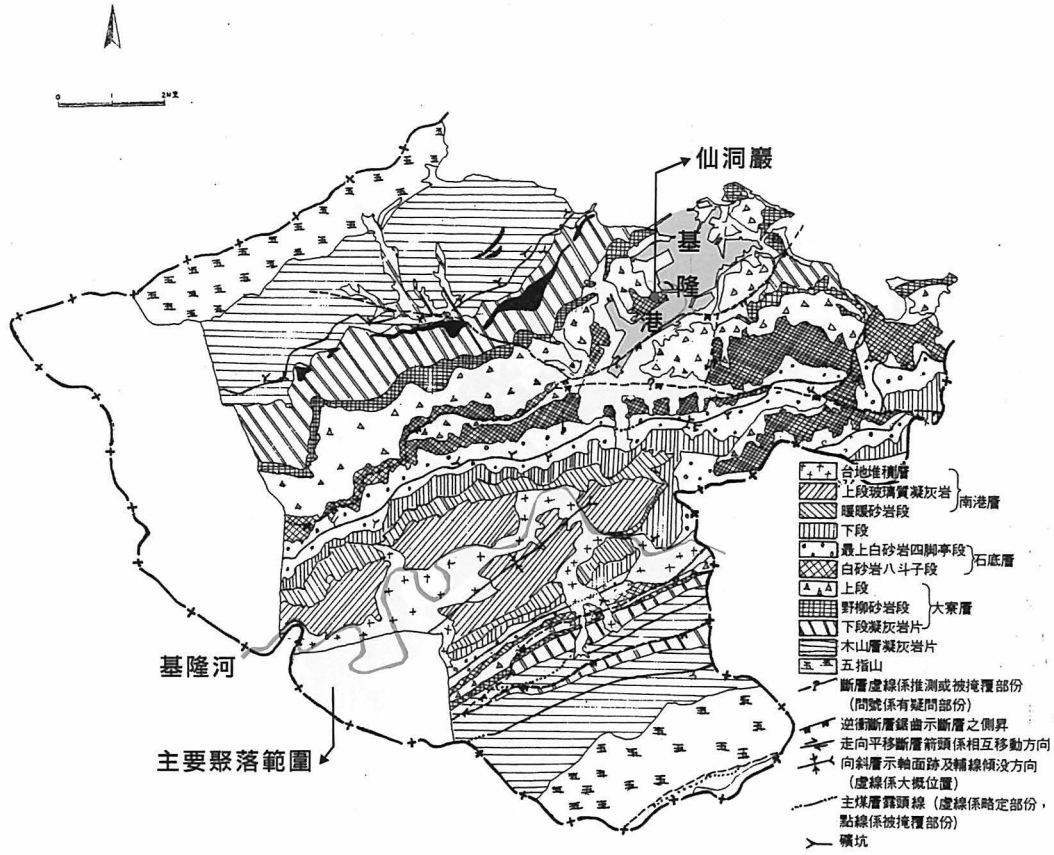 0
2
仙洞巖
基
隆
港
台地堆積層
上段玻璃質凝灰岩
暖暖砂岩段
南港層
下段
最上白砂岩四脚亭段
白砂岩八斗子段
石底層
上段
野柳砂岩段
大寮層
下段凝灰岩片
木山層凝灰岩片
五指山
斷層虛線係推測或被掩覆部份
(問號係有疑問部份)
逆衝斷層鋸齒示斷層之側昇
走向平移斷層箭頭係相互移動方向
向斜層示軸面跡及輔線傾没方向
(虛線係大概位置)
主煤層露頭線(虛線係略定部份,
點線係被掩覆部份)
礦坑
基隆河
主要聚落範圍